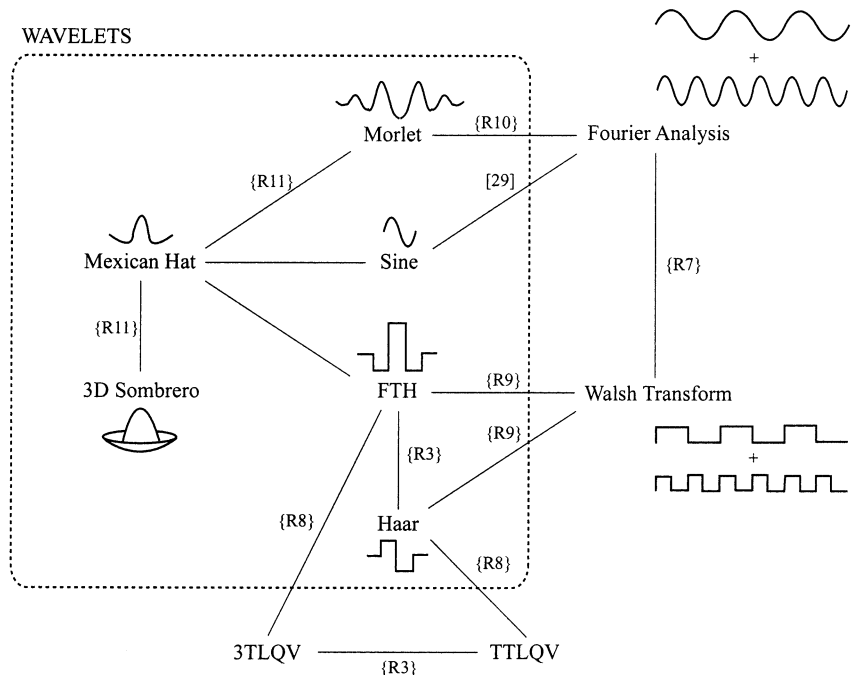 WAVELETS
+
Morlet
{R10}
Fourier Analysis
{R11}
[29]
Mexican Hat
Sine
{R7}
{R11}
3D Sombrero
FTH
{R9}
Walsh Transform
{R9}
{R3}
+
{R8}
Haar
{R8}
3TLQV
TTLQV
{R3}